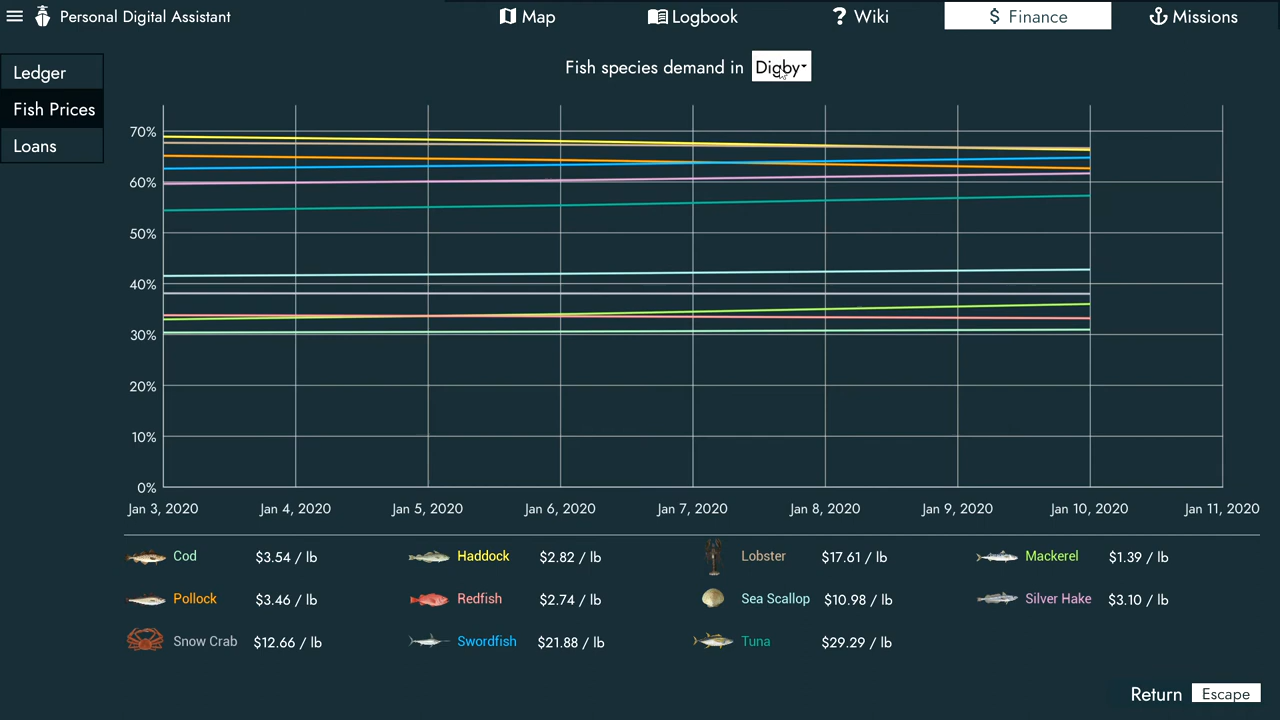 Personal Digital Assistant
Map
Logbook
? Wiki
$ Finance
Missions
Ledger
Fish Prices
Loans
Fish species demand in Digby
70%
60%
50%
40%
30%
20%
10%
0%
Jan 3, 2020 Jan 4, 2020 Jan 5, 2020 Jan 6, 2020 Jan 7, 2020 Jan 8, 2020 Jan 9, 2020 Jan 10, 2020 Jan 11, 2020
Cod $3.54 / lb Haddock $2.82 / lb Lobster $17.61 / lb Mackerel $1.39 / lb
Pollock $3.46 / lb Redfish $2.74 / lb Sea Scallop $10.98 / lb Silver Hake $3.10 / lb
Snow Crab $12.66 / lb Swordfish $21.88 / lb Tuna $29.29 / lb
Return Escape